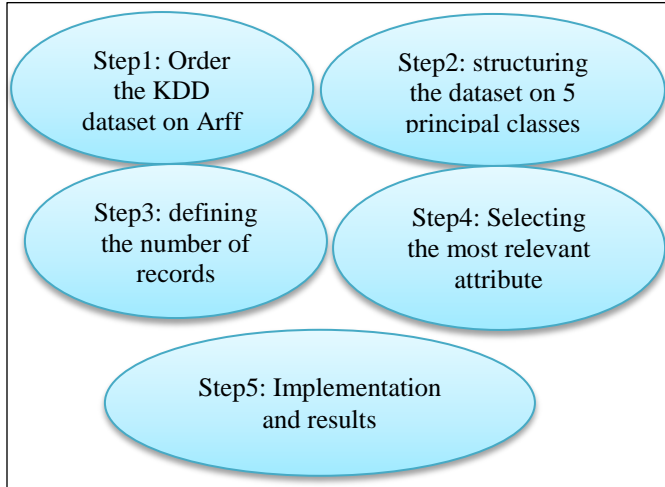 Step1: Order
the KDD
dataset on Arff
Step2: structuring
the dataset on 5
principal classes
Step3: defining
the number of
records
Step4: Selecting
the most relevant
attribute
Step5: Implementation
and results